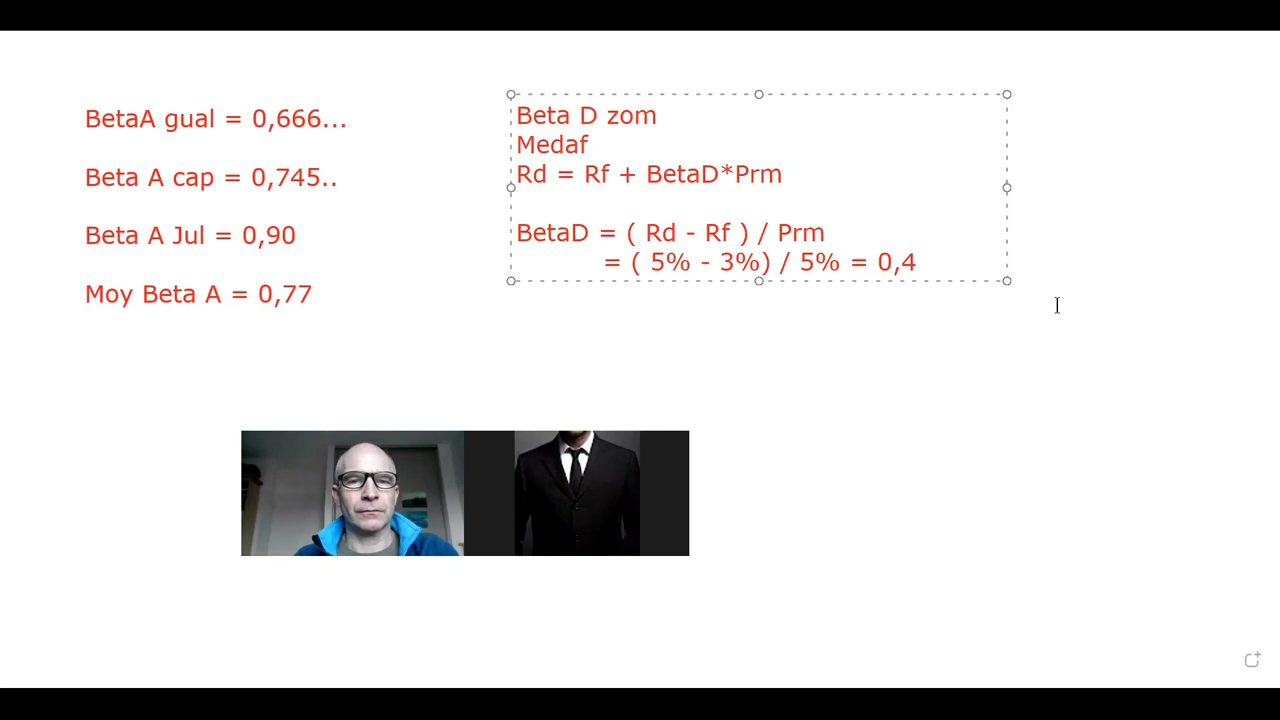 BetaA gual = 0,666...
Beta A cap = 0,745..
Beta A Jul = 0,90
Moy Beta A = 0,77
Beta D zom
Medaf
Rd = Rf + BetaD*Prm
BetaD = ( Rd - Rf ) / Prm
= ( 5% - 3%) / 5% = 0,4